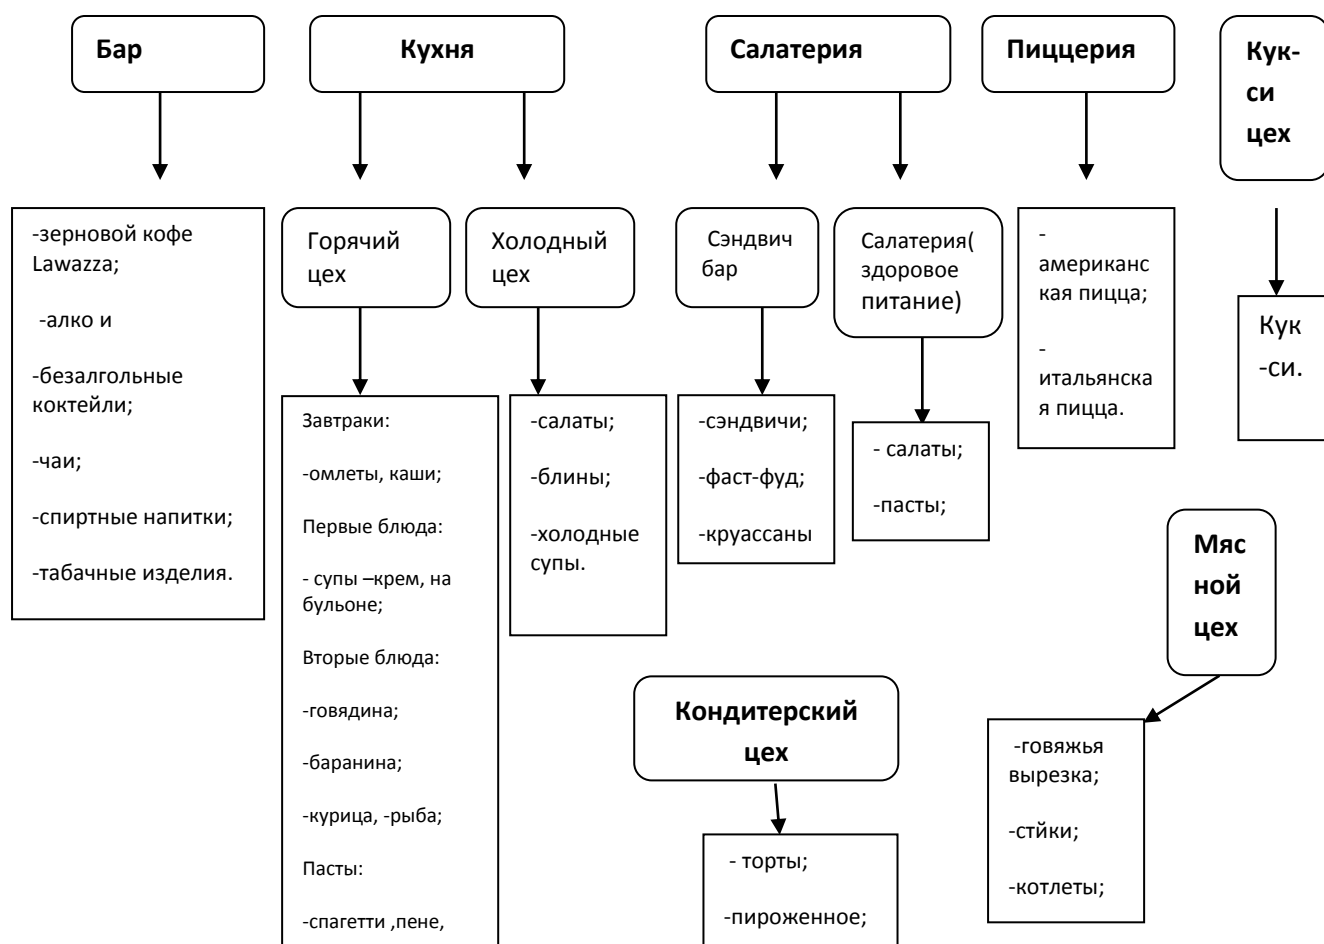 Бар
Кухня
Салатерия
Пиццерия
Кук-
си
цех
-зерновой кофе
Lawazza;
-алко и
-безалгольные
коктейли;
-чаи;
-спиртные напитки;
-табачные изделия.
Горячий
цех
Холодный
цех
Сэндвич
бар
Салатерия(
здоровое
питание)
-
американс
кая пицца;
-
итальянска
я пицца.
Кук
-си.
Завтраки:
-омлеты, каши;
Первые блюда:
- супы –крем, на
бульоне;
Вторые блюда:
-говядина;
-баранина;
-курица, -рыба;
Пасты:
-спагетти ,пене,
-салаты;
-блины;
-холодные
супы.
-сэндвичи;
-фаст-фуд;
-круассаны
- салаты;
-пасты;
Мяс
ной
цех
-говяжья
вырезка;
-стйки;
-котлеты;
Кондитерский
цех
- торты;
-пироженное;